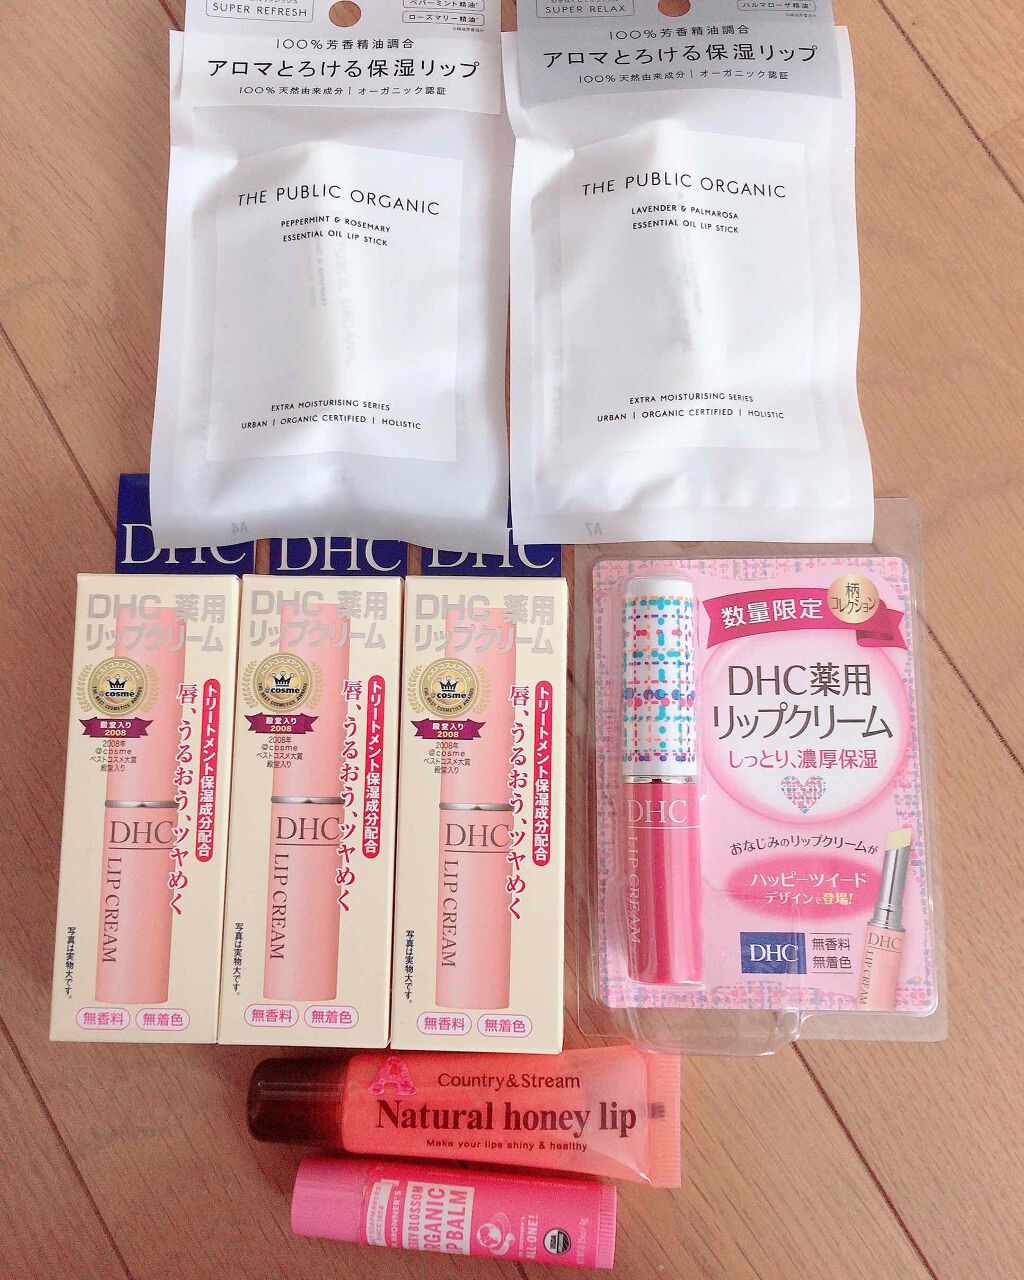 SUPER REFRESH
ペパーミント精油
ローズマリー精油
100%芳香精油調合
アロマとろける保湿リップ
100%天然由来成分 | オーガニック認証
THE PUBLIC ORGANIC
PEPPERMINT & ROSEMARY
ESSENTIAL OIL LIP STICK
EXTRA MOISTURISING SERIES
URBAN | ORGANIC CERTIFIED | HOLISTIC
A4
SUPER RELAX
パルマローザ精油
100%芳香精油調合
アロマとろける保湿リップ
100%天然由来成分 | オーガニック認証
THE PUBLIC ORGANIC
LAVENDER & PALMAROSA
ESSENTIAL OIL LIP STICK
EXTRA MOISTURISING SERIES
URBAN | ORGANIC CERTIFIED | HOLISTIC
A7
DHC
DHC 薬用
リップクリーム
@cosme
殿堂入り
2008
2008年
@cosme
ベストコスメ大賞
殿堂入り
トリートメント保湿成分配合
唇、うるおう、ツヤめく
DHC
LIP CREAM
写真は実物大です。
無香料
無着色
DHC
DHC 薬用
リップクリーム
@cosme
殿堂入り
2008
2008年
@cosme
ベストコスメ大賞
殿堂入り
トリートメント保湿成分配合
唇、うるおう、ツヤめく
DHC
LIP CREAM
写真は実物大です。
無香料
無着色
DHC
DHC 薬用
リップクリーム
@cosme
殿堂入り
2008
2008年
@cosme
ベストコスメ大賞
殿堂入り
トリートメント保湿成分配合
唇、うるおう、ツヤめく
DHC
LIP CREAM
写真は実物大です。
無香料
無着色
DHC
LIP CREAM
数量限定
柄
コレクション
DHC薬用
リップクリーム
しっとり、濃厚保湿
おなじみのリップクリームが
ハッピーツイード
デザインで登場!
DHC
無香料
無着色
DHC
LIP CREAM
Country&Stream
Natural honey lip
Make your lips shiny & healthy
BRONNER'S
RY BLOSSOM
RGANIC
P BALM
ALL-ONE!
USDA